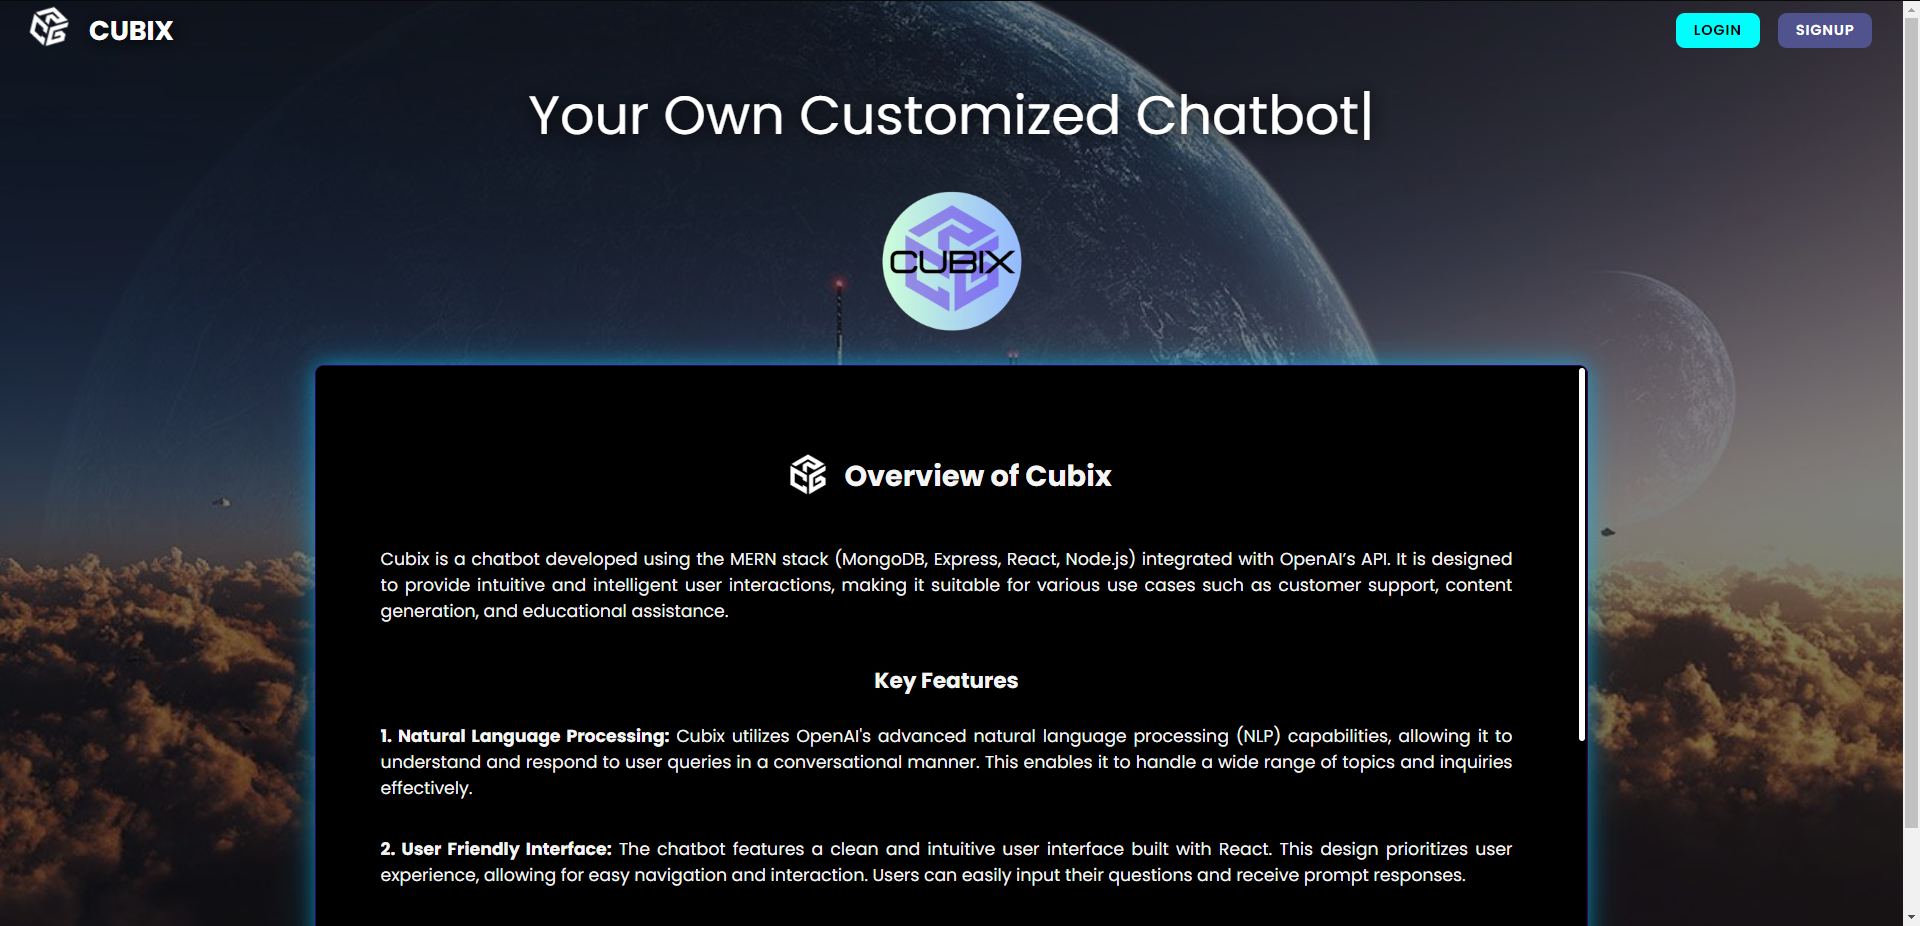 CUBIX
LOGIN
SIGNUP
Your Own Customized Chatbot|
CUBIX
Overview of Cubix
Cubix is a chatbot developed using the MERN stack (MongoDB, Express, React, Node.js) integrated with OpenAI’s API. It is designed
to provide intuitive and intelligent user interactions, making it suitable for various use cases such as customer support, content
generation, and educational assistance.
Key Features
1. Natural Language Processing: Cubix utilizes OpenAI's advanced natural language processing (NLP) capabilities, allowing it to
understand and respond to user queries in a conversational manner. This enables it to handle a wide range of topics and inquiries
effectively.
2. User Friendly Interface: The chatbot features a clean and intuitive user interface built with React. This design prioritizes user
experience, allowing for easy navigation and interaction. Users can easily input their questions and receive prompt responses.